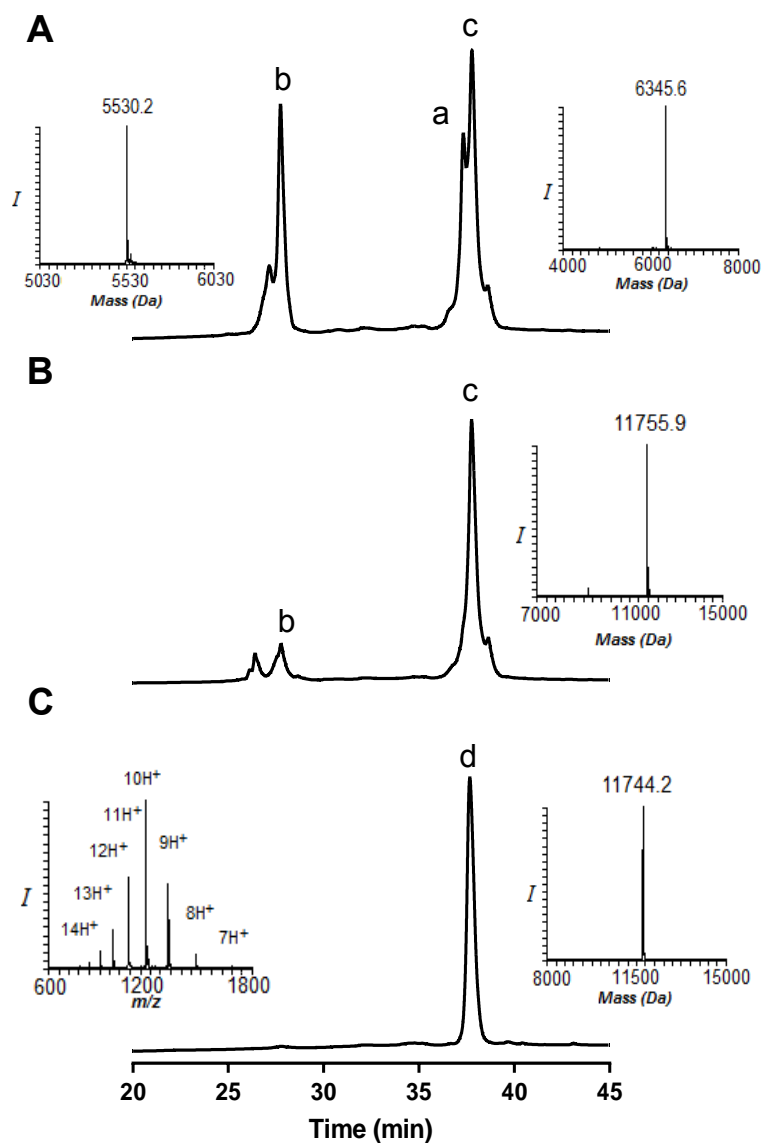 A
c
b
5530.2
a
6345.6
I
5030 5530 6030
Mass (Da)
I
4000 6000 8000
Mass (Da)
B
c
11755.9
I
b
7000 11000 15000
Mass (Da)
C
d
10H+
11744.2
11H+
9H+
12H+
13H+
I
8H+
14H+
7H+
600 1200 1800
m/z
I
8000 11500 15000
Mass (Da)
20 25 30 35 40 45
Time (min)